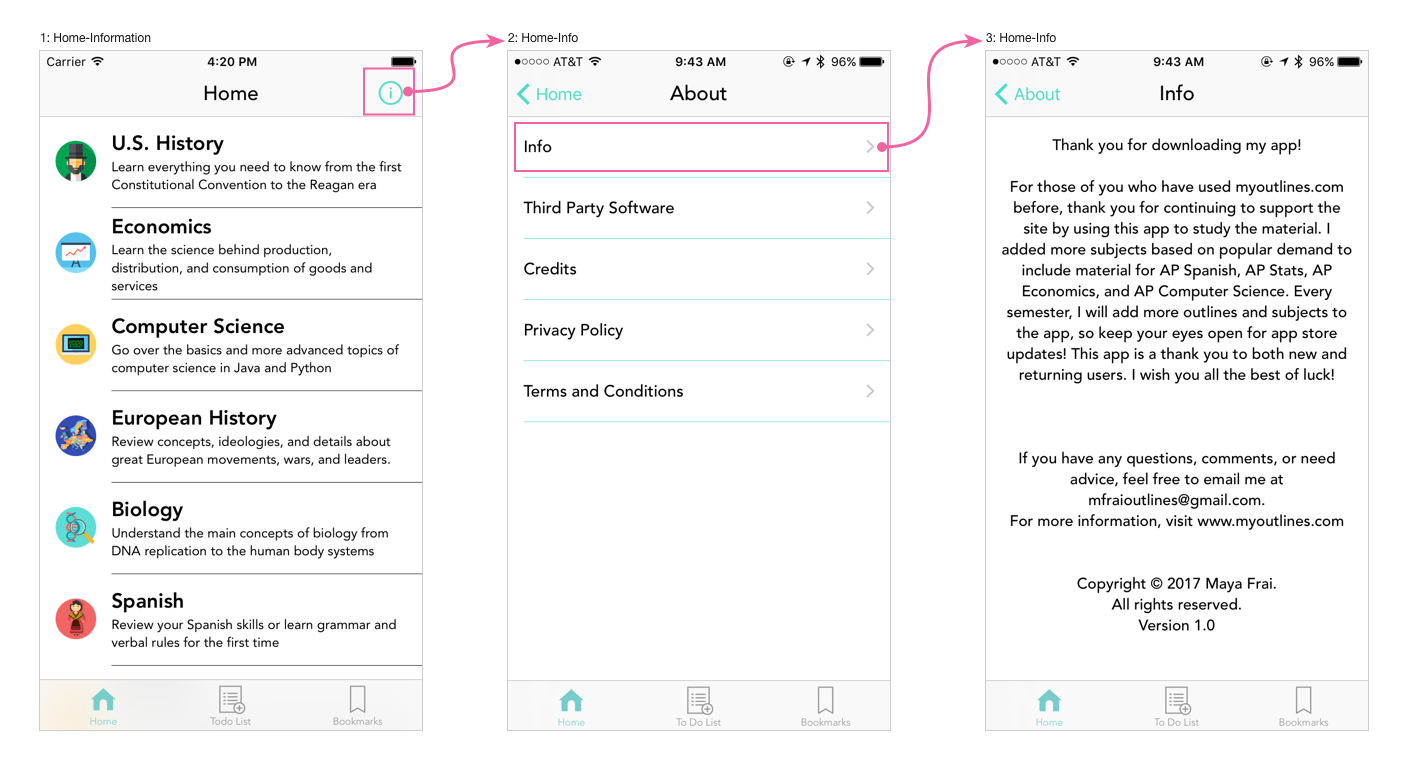 1: Home-Information
Carrier 4:20 PM
Home
U.S. History
Learn everything you need to know from the first
Constitutional Convention to the Reagan era
Economics
Learn the science behind production,
distribution, and consumption of goods and
services
Computer Science
Go over the basics and more advanced topics of
computer science in Java and Python
European History
Review concepts, ideologies, and details about
great European movements, wars, and leaders.
Biology
Understand the main concepts of biology from
DNA replication to the human body systems
Spanish
Review your Spanish skills or learn grammar and
verbal rules for the first time
Home Todo List Bookmarks
2: Home-Info
AT&T 9:43 AM 96%
Home About
Info
Third Party Software
Credits
Privacy Policy
Terms and Conditions
Home To Do List Bookmarks
3: Home-Info
AT&T 9:43 AM 96%
About Info
Thank you for downloading my app!
For those of you who have used myoutlines.com
before, thank you for continuing to support the
site by using this app to study the material. I
added more subjects based on popular demand to
include material for AP Spanish, AP Stats, AP
Economics, and AP Computer Science. Every
semester, I will add more outlines and subjects to
the app, so keep your eyes open for app store
updates! This app is a thank you to both new and
returning users. I wish you all the best of luck!
If you have any questions, comments, or need
advice, feel free to email me at
mfraioutlines@gmail.com.
For more information, visit www.myoutlines.com
Copyright © 2017 Maya Frai.
All rights reserved.
Version 1.0
Home To Do List Bookmarks